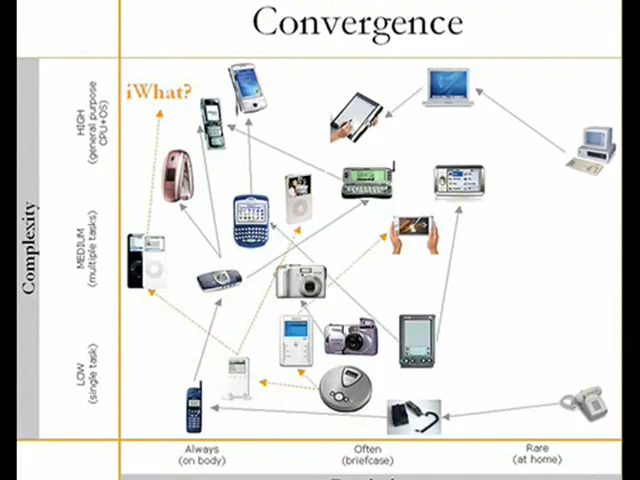 Convergence
iWhat?
HIGH
(general purpose
CPU+OS)
MEDIUM
(multiple tasks)
LOW
(single task)
Complexity
Always
(on body)
Often
(briefcase)
Rare
(at home)